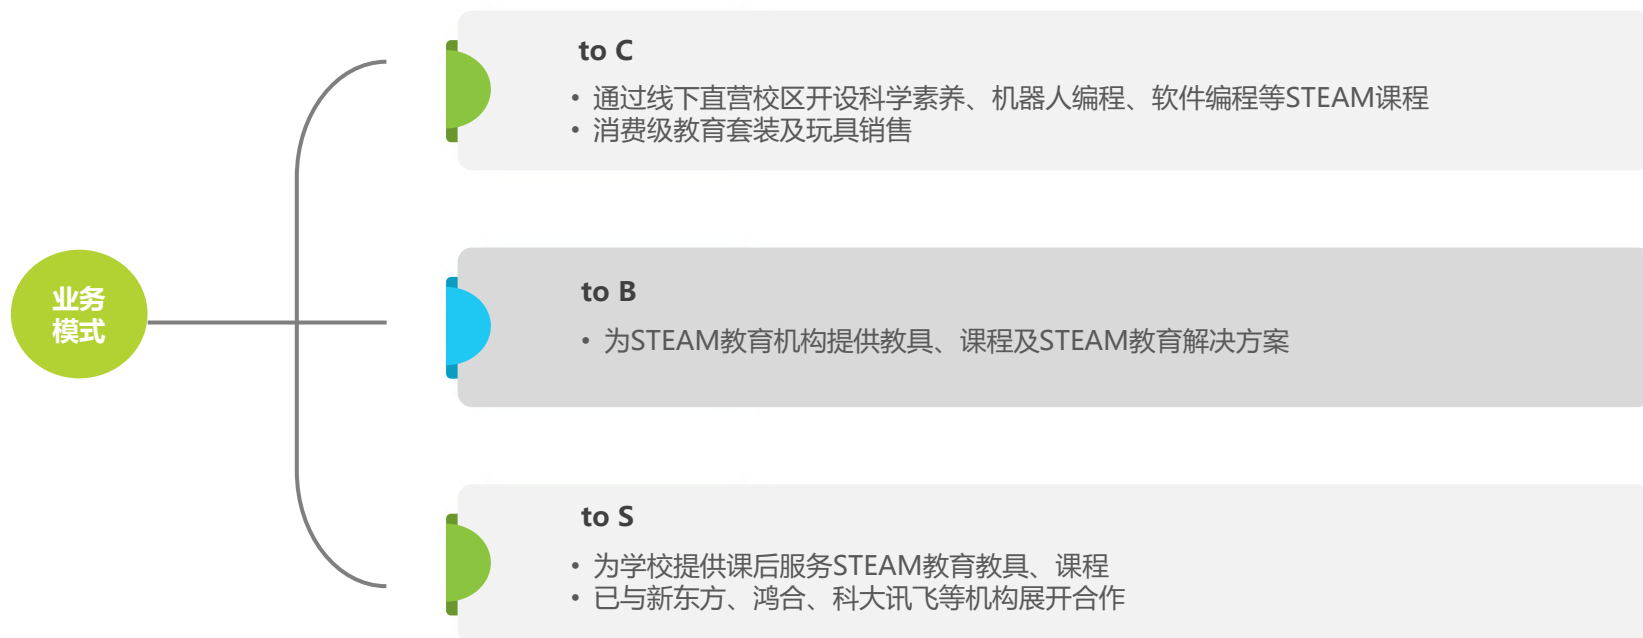 业务
模式
to C
• 通过线下直营校区开设科学素养、机器人编程、软件编程等STEAM课程
• 消费级教育套装及玩具销售
to B
• 为STEAM教育机构提供教具、课程及STEAM教育解决方案
to S
• 为学校提供课后服务STEAM教育教具、课程
• 已与新东方、鸿合、科大讯飞等机构展开合作